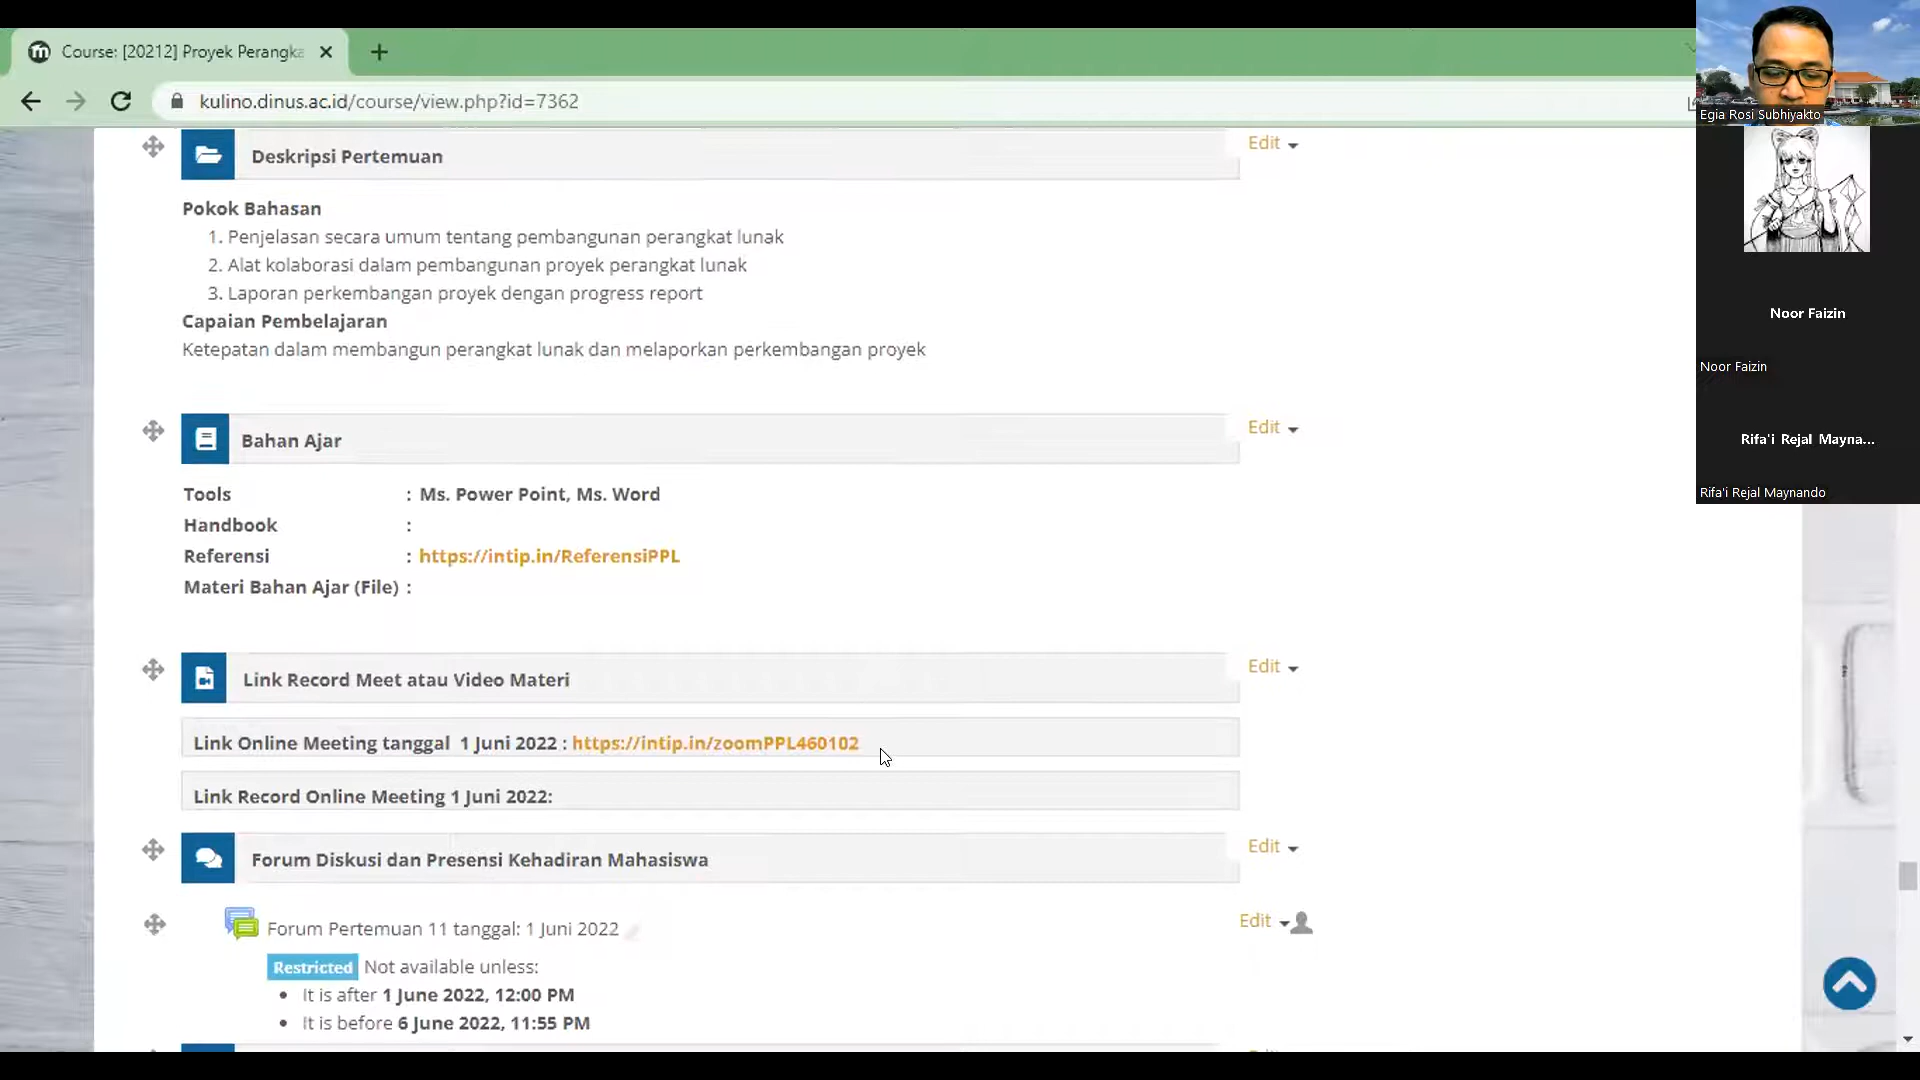 Course: [20212] Proyek Perangka
kulino.dinus.ac.id/course/view.php?id=7362
Deskripsi Pertemuan
Edit
Pokok Bahasan
1. Penjelasan secara umum tentang pembangunan perangkat lunak
2. Alat kolaborasi dalam pembangunan proyek perangkat lunak
3. Laporan perkembangan proyek dengan progress report
Capaian Pembelajaran
Ketepatan dalam membangun perangkat lunak dan melaporkan perkembangan proyek
Bahan Ajar
Edit
Tools : Ms. Power Point, Ms. Word
Handbook :
Referensi : https://intip.in/ReferensiPPL
Materi Bahan Ajar (File) :
Link Record Meet atau Video Materi
Edit
Link Online Meeting tanggal 1 Juni 2022 : https://intip.in/zoomPPL460102
Link Record Online Meeting 1 Juni 2022:
Forum Diskusi dan Presensi Kehadiran Mahasiswa
Edit
Forum Pertemuan 11 tanggal: 1 Juni 2022
Edit
Restricted Not available unless:
• It is after 1 June 2022, 12:00 PM
• It is before 6 June 2022, 11:55 PM
Egia Rosi Subhiyakto
Noor Faizin
Noor Faizin
Rifa'i Rejal Mayna...
Rifa'i Rejal Maynando